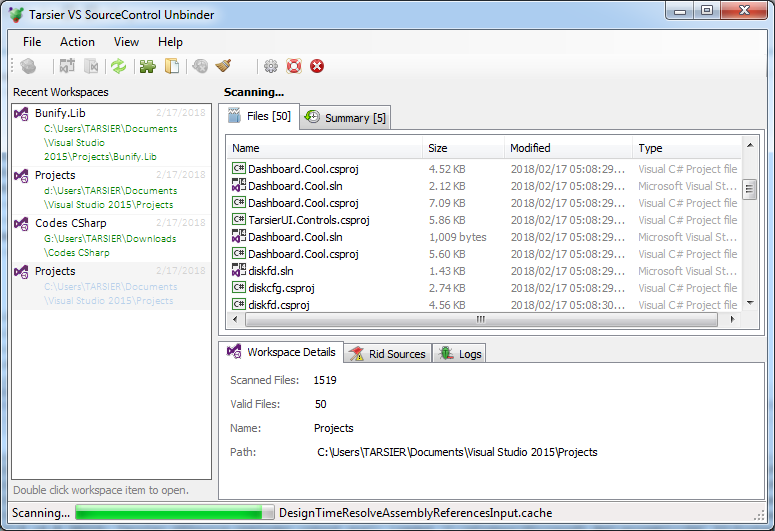 Tarsier VS SourceControl Unbinder
File Action View Help
Recent Workspaces
Bunify.Lib 2/17/2018
C:\Users\TARSIER\Documents
\Visual Studio
2015\Projects\Bunify.Lib
Projects 2/17/2018
d:\Users\TARSIER\Documents
\Visual Studio 2015\Projects
Codes CSharp 2/17/2018
G:\Users\TARSIER\Downloads
\Codes CSharp
Projects 2/17/2018
C:\Users\TARSIER\Documents
\Visual Studio 2015\Projects
Double click workspace item to open.
Scanning...
Files [50] Summary [5]
Name Size Modified Type
C# Dashboard.Cool.csproj 4.52 KB 2018/02/17 05:08:29... Visual C# Project file
Dashboard.Cool.sln 2.12 KB 2018/02/17 05:08:29... Microsoft Visual St...
C# Dashboard.Cool.csproj 7.09 KB 2018/02/17 05:08:29... Visual C# Project file
C# TarsierUI.Controls.csproj 5.86 KB 2018/02/17 05:08:29... Visual C# Project file
Dashboard.Cool.sln 1,009 bytes 2018/02/17 05:08:29... Microsoft Visual St...
C# Dashboard.Cool.csproj 5.60 KB 2018/02/17 05:08:29... Visual C# Project file
diskfd.sln 1.43 KB 2018/02/17 05:08:29... Microsoft Visual St...
C# diskcfg.csproj 2.74 KB 2018/02/17 05:08:29... Visual C# Project file
C# diskfd.csproj 4.56 KB 2018/02/17 05:08:30... Visual C# Project file
Workspace Details Rid Sources Logs
Scanned Files: 1519
Valid Files: 50
Name: Projects
Path: C:\Users\TARSIER\Documents\Visual Studio 2015\Projects
Scanning... DesignTimeResolveAssemblyReferencesInput.cache